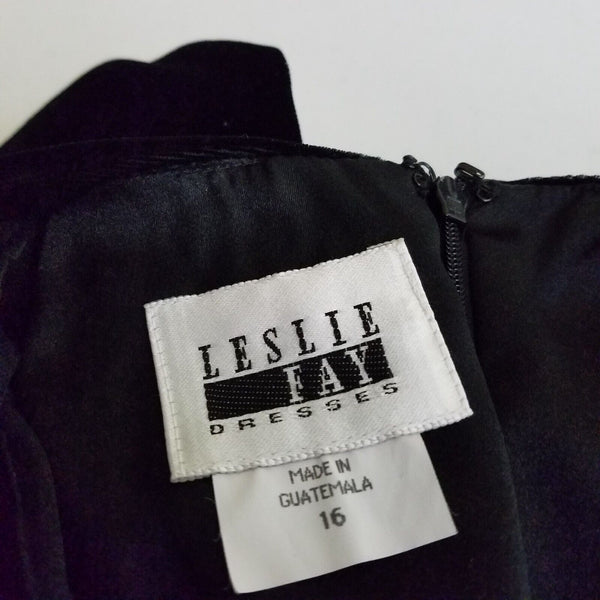 LESLIE
FAY
DRESSES
MADE IN
GUATEMALA
16